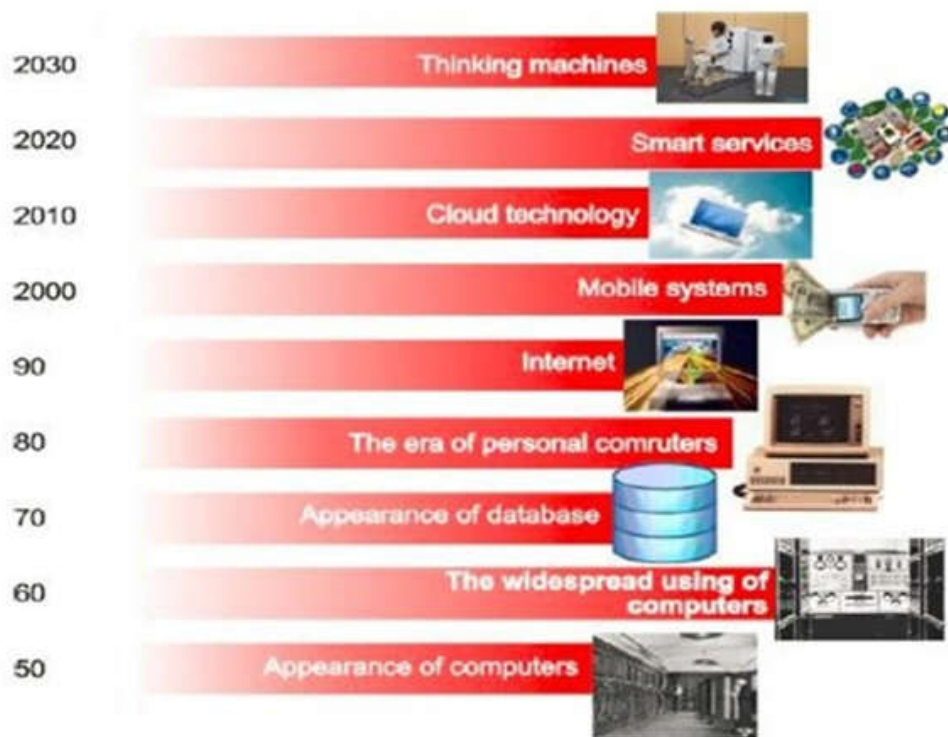 2030
Thinking machines
2020
Smart services
2010
Cloud technology
2000
Mobile systems
90
Internet
80
The era of personal comruters
70
Appearance of database
60
The widespread using of
computers
50
Appearance of computers